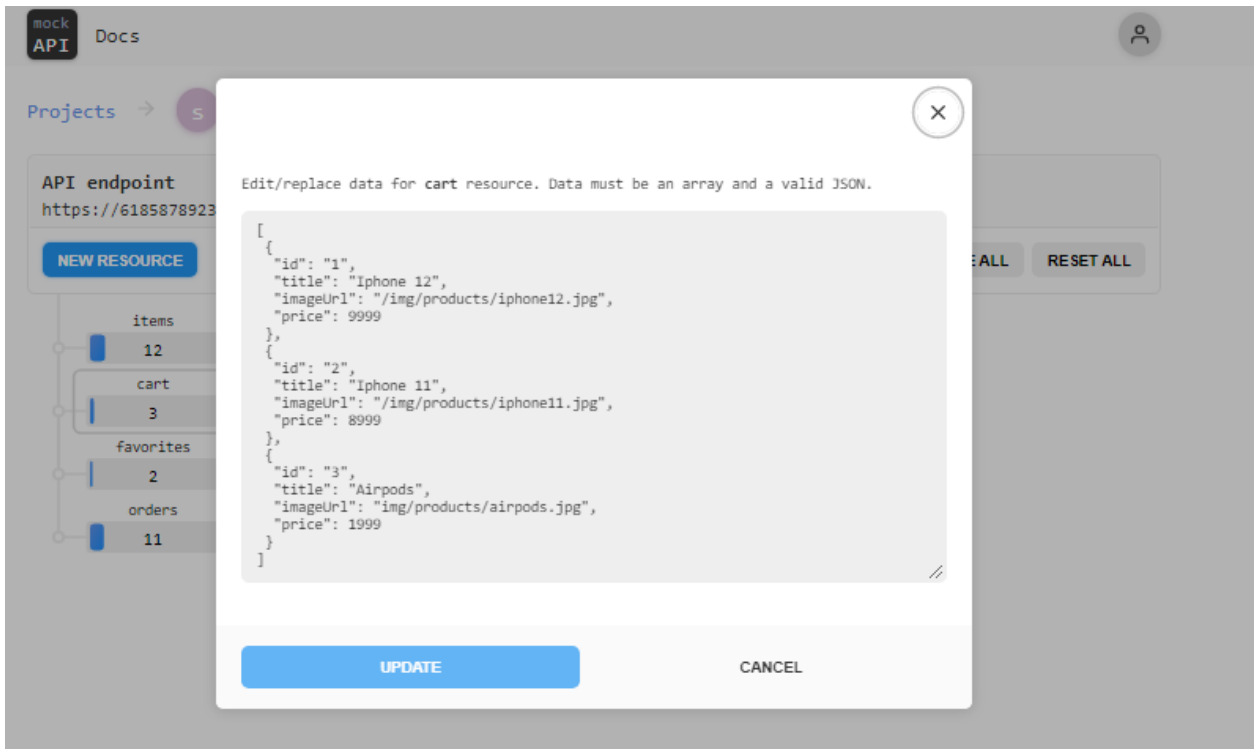 mock
API
Docs
Projects
s
API endpoint
https://6185878923
NEW RESOURCE
ALL
RESET ALL
items
12
cart
3
favorites
2
orders
11
Edit/replace data for cart resource. Data must be an array and a valid JSON.
[
{
"id": "1",
"title": "Iphone 12",
"imageUrl": "/img/products/iphone12.jpg",
"price": 9999
},
{
"id": "2",
"title": "Iphone 11",
"imageUrl": "/img/products/iphone11.jpg",
"price": 8999
},
{
"id": "3",
"title": "Airpods",
"imageUrl": "img/products/airpods.jpg",
"price": 1999
}
]
UPDATE
CANCEL